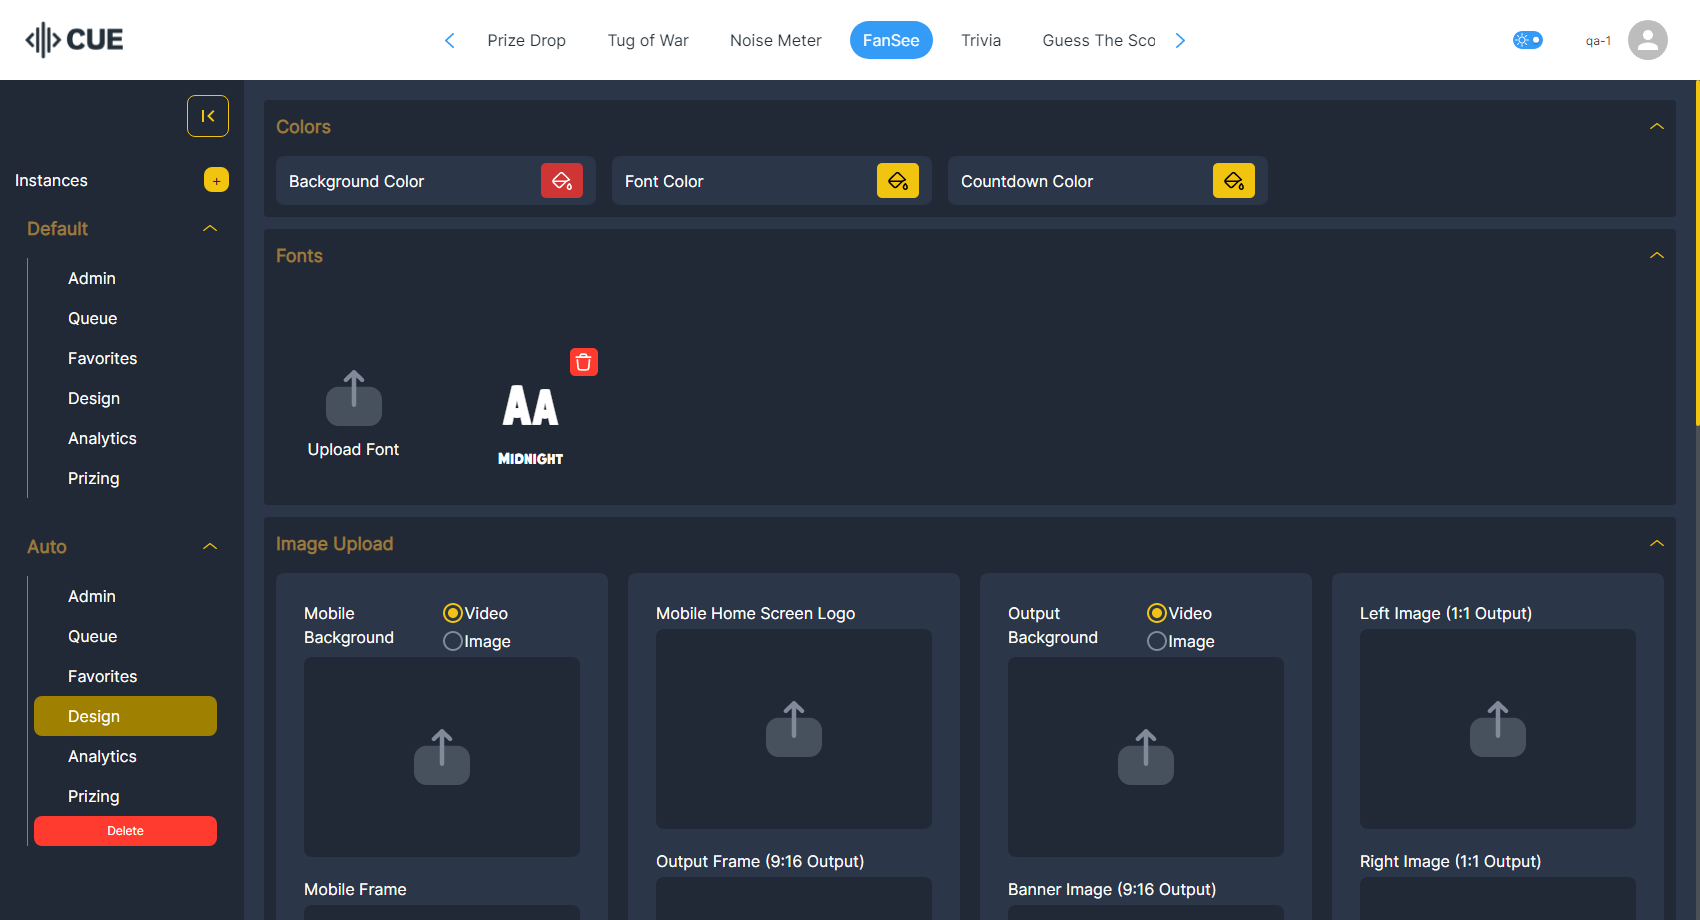 CUE
Prize Drop
Tug of War
Noise Meter
FanSee
Trivia
Guess The Sco
qa-1
Instances
+
Default
Admin
Queue
Favorites
Design
Analytics
Prizing
Auto
Admin
Queue
Favorites
Design
Analytics
Prizing
Delete
Colors
Background Color
Font Color
Countdown Color
Fonts
Upload Font
AA
MIDNIGHT
Image Upload
Mobile
Background
Video
Image
Mobile Home Screen Logo
Output
Background
Video
Image
Left Image (1:1 Output)
Mobile Frame
Output Frame (9:16 Output)
Banner Image (9:16 Output)
Right Image (1:1 Output)